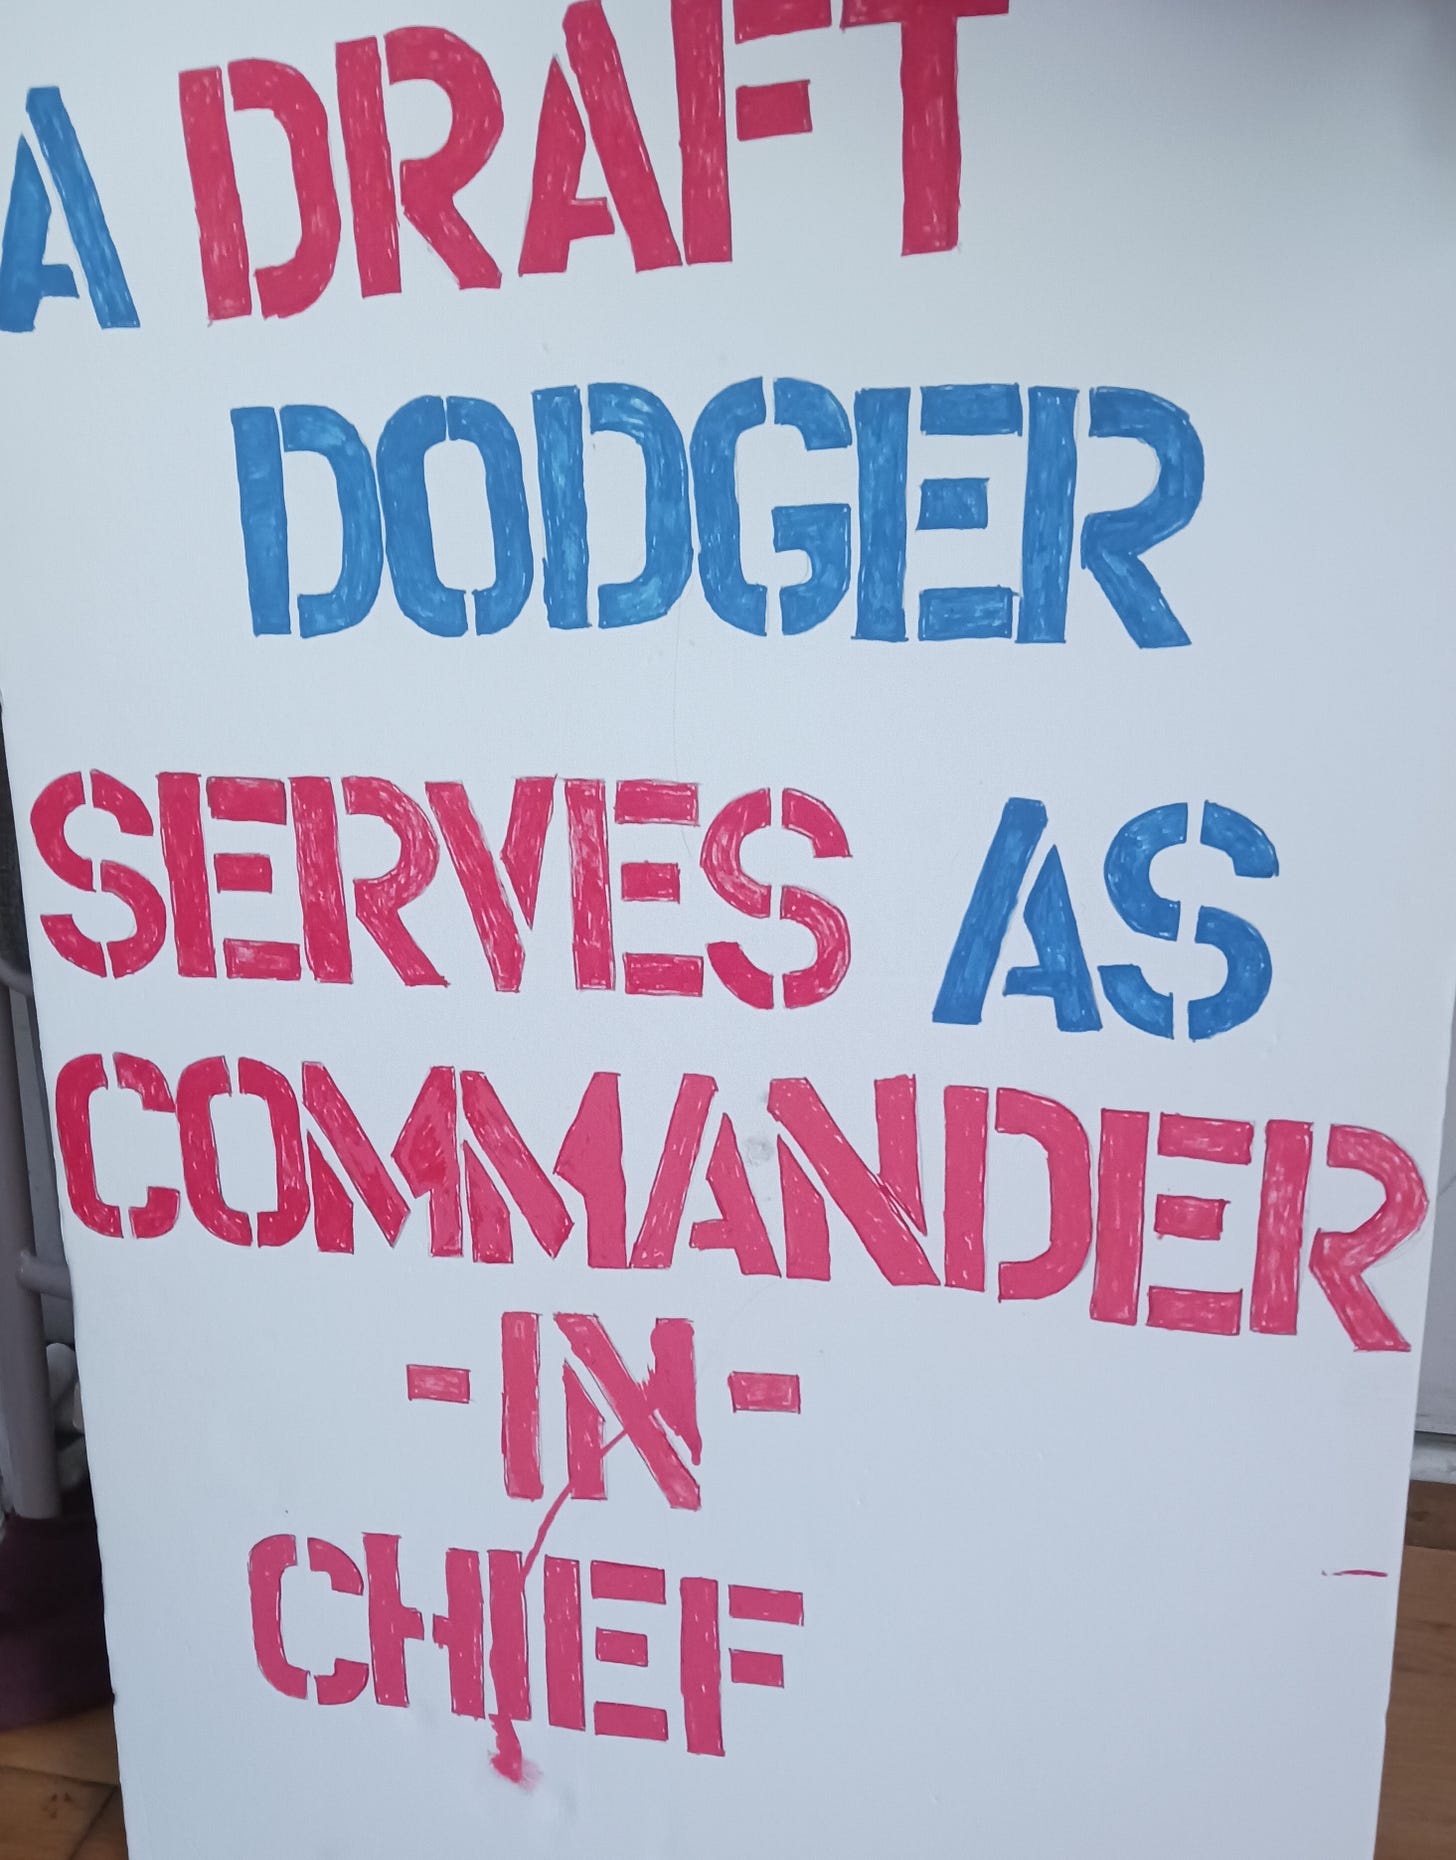 A DRAFT
DODGER
SERVES AS
COMMANDER
-IN-
CHIEF